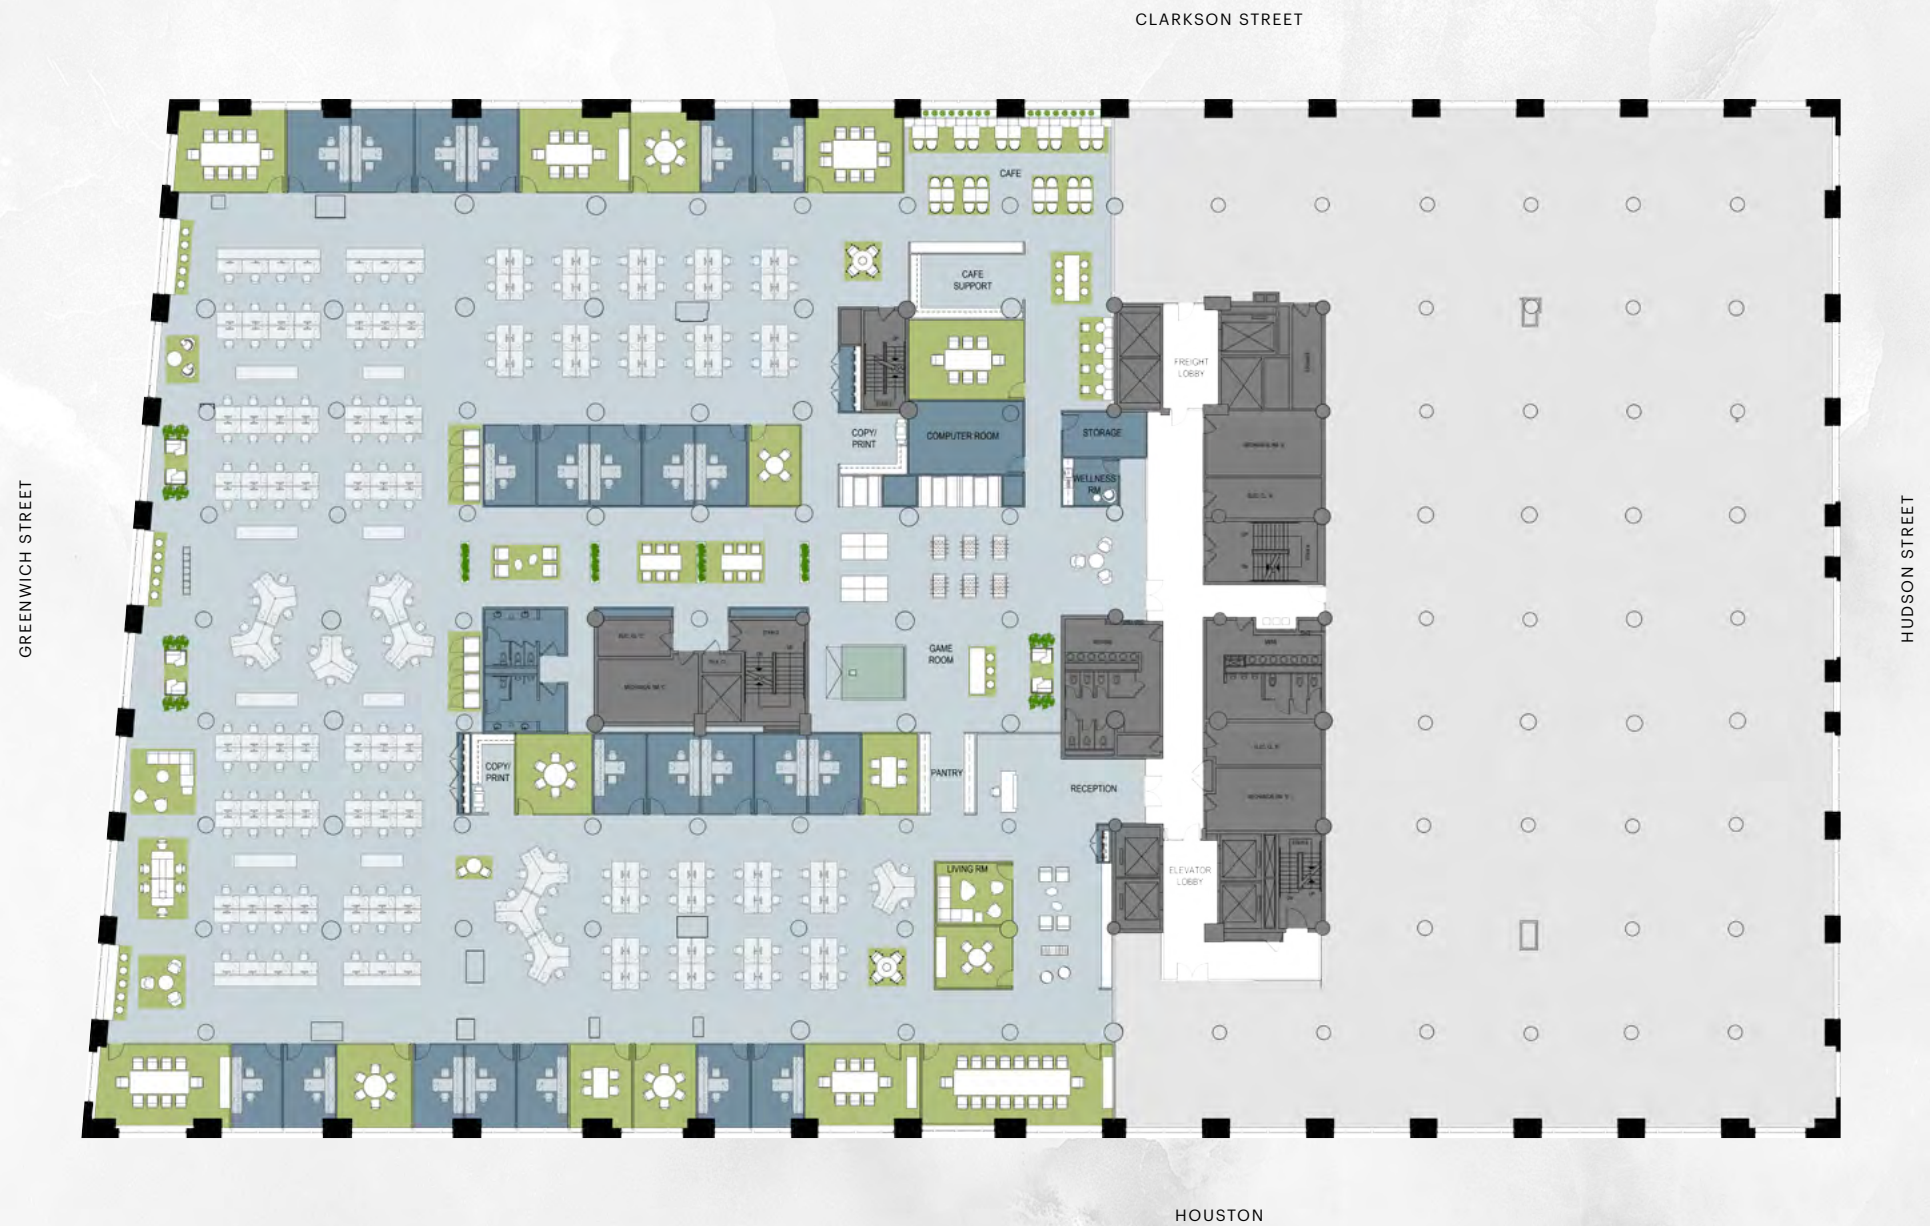 CLARKSON STREET
CAFE
CAFE
SUPPORT
FREIGHT
LOBBY
COPY/
PRINT
COMPUTER ROOM
STORAGE
WELLNESS
RM
GREENWICH STREET
HUDSON STREET
GAME
ROOM
COPY/
PRINT
PANTRY
RECEPTION
LIVING RM
ELEVATOR
LOBBY
HOUSTON